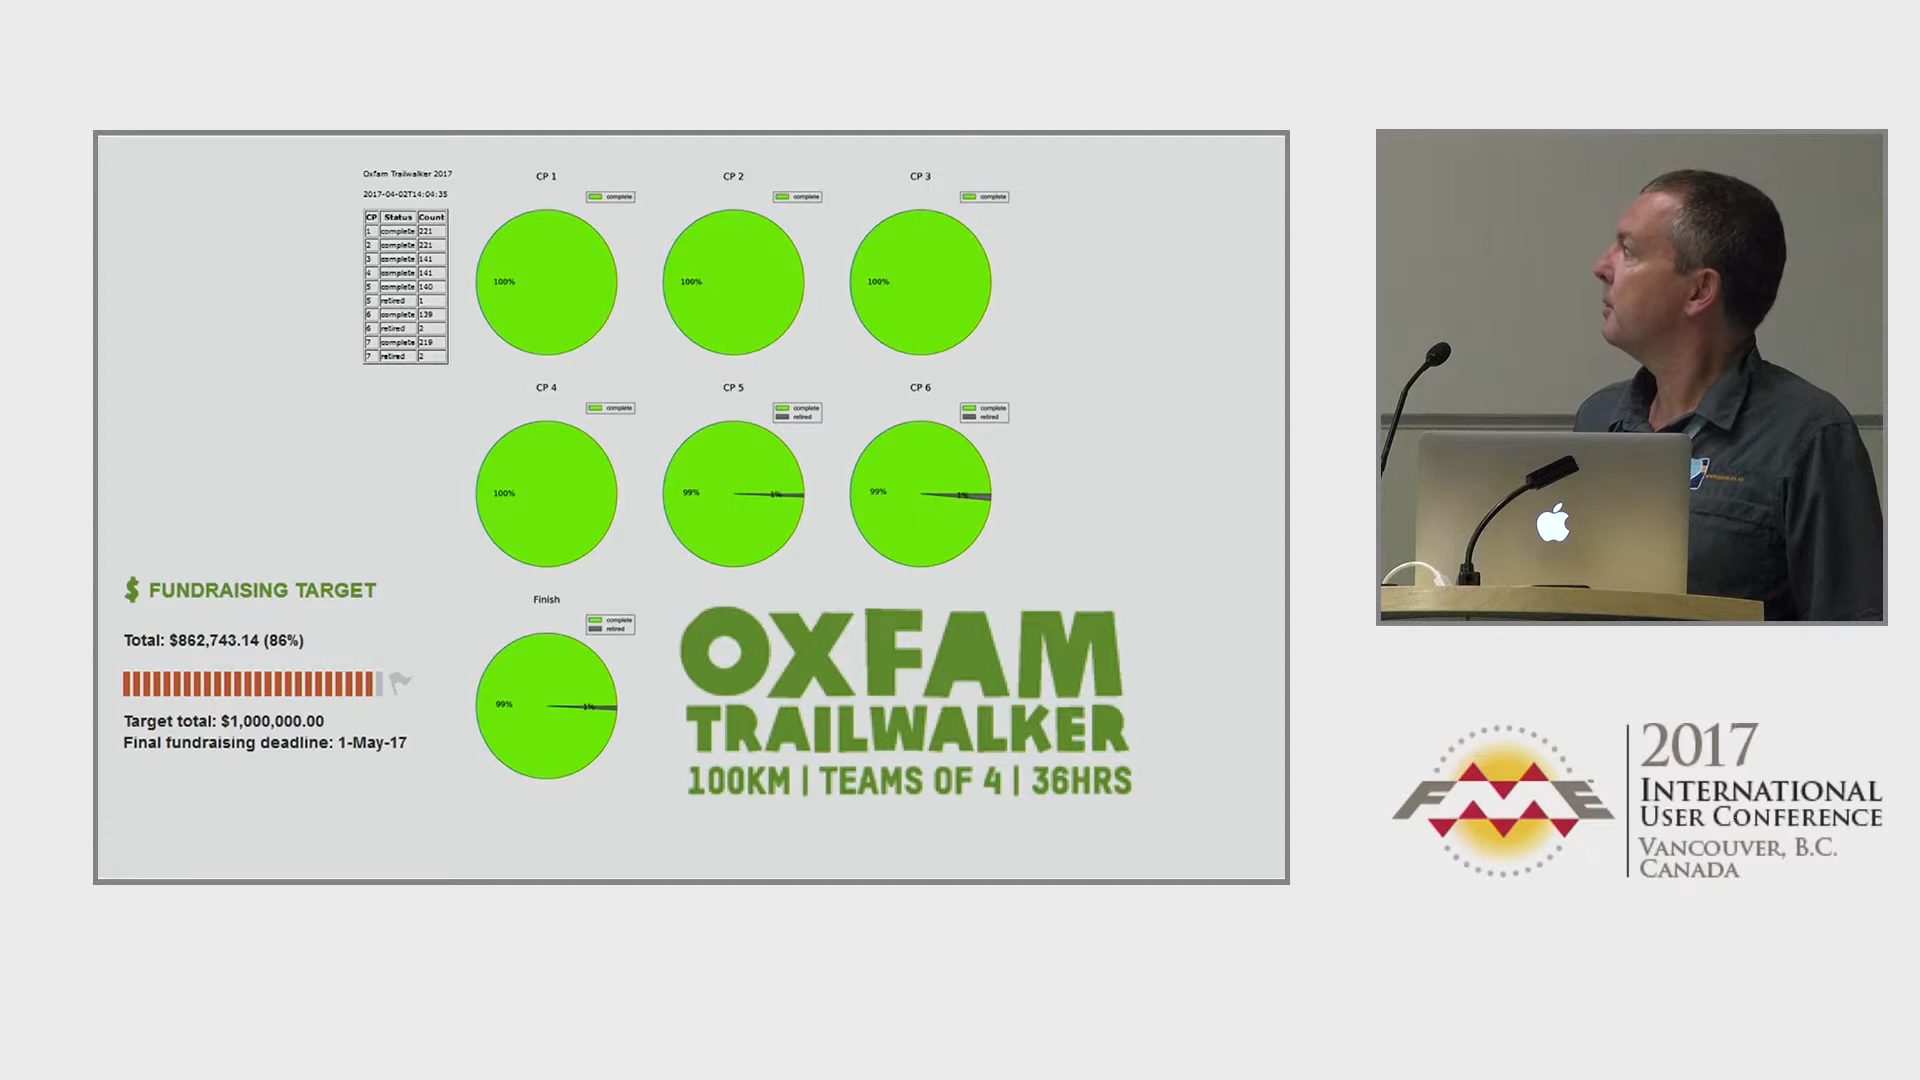 Oxfam Trailwalker 2017
2017-04-02T14:04:35
CP Status Count
1 complete 221
2 complete 221
3 complete 141
4 complete 141
5 complete 140
5 retired 1
6 complete 139
6 retired 2
7 complete 219
7 retired 2
CP 1
complete
100%
CP 2
complete
100%
CP 3
complete
100%
CP 4
complete
100%
CP 5
complete
retired
99%
1%
CP 6
complete
retired
99%
1%
$ FUNDRAISING TARGET
Total: $862,743.14 (86%)
Target total: $1,000,000.00
Final fundraising deadline: 1-May-17
Finish
complete
retired
99%
1%
OXFAM
TRAILWALKER
100KM | TEAMS OF 4 | 36HRS
FME
2017
INTERNATIONAL
USER CONFERENCE
VANCOUVER, B.C.
CANADA